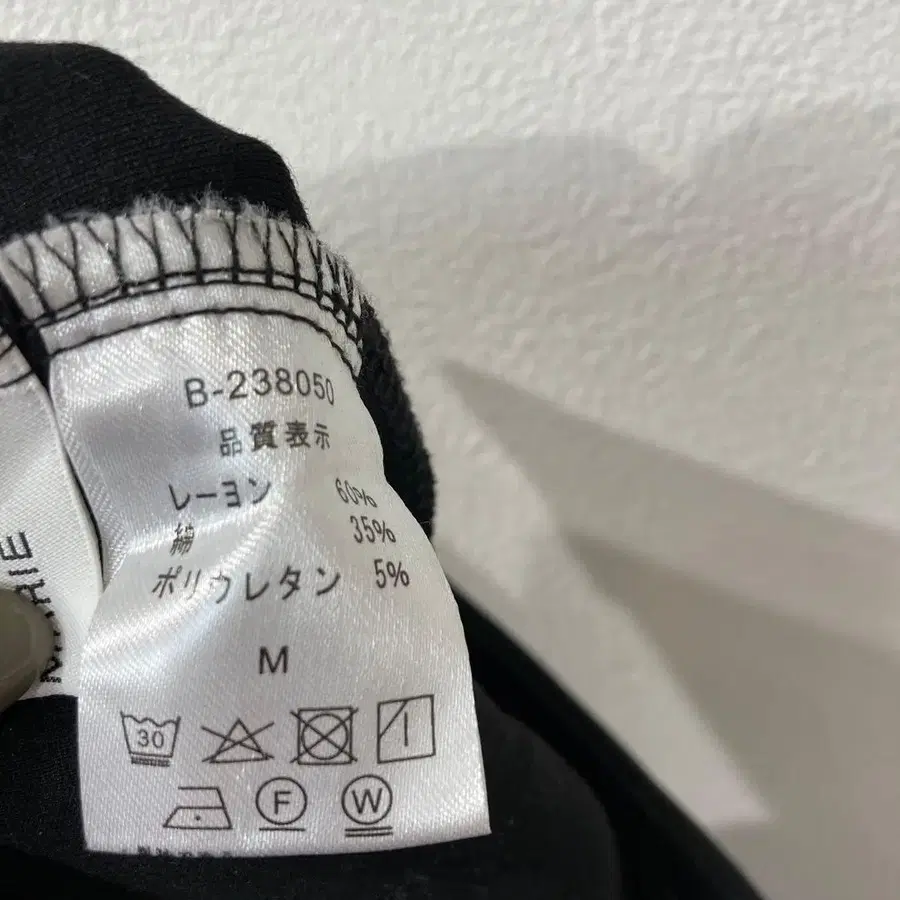 B-238050
品質表示
レーヨン 60%
綿 35%
ポリウレタン 5%
M
30
F W